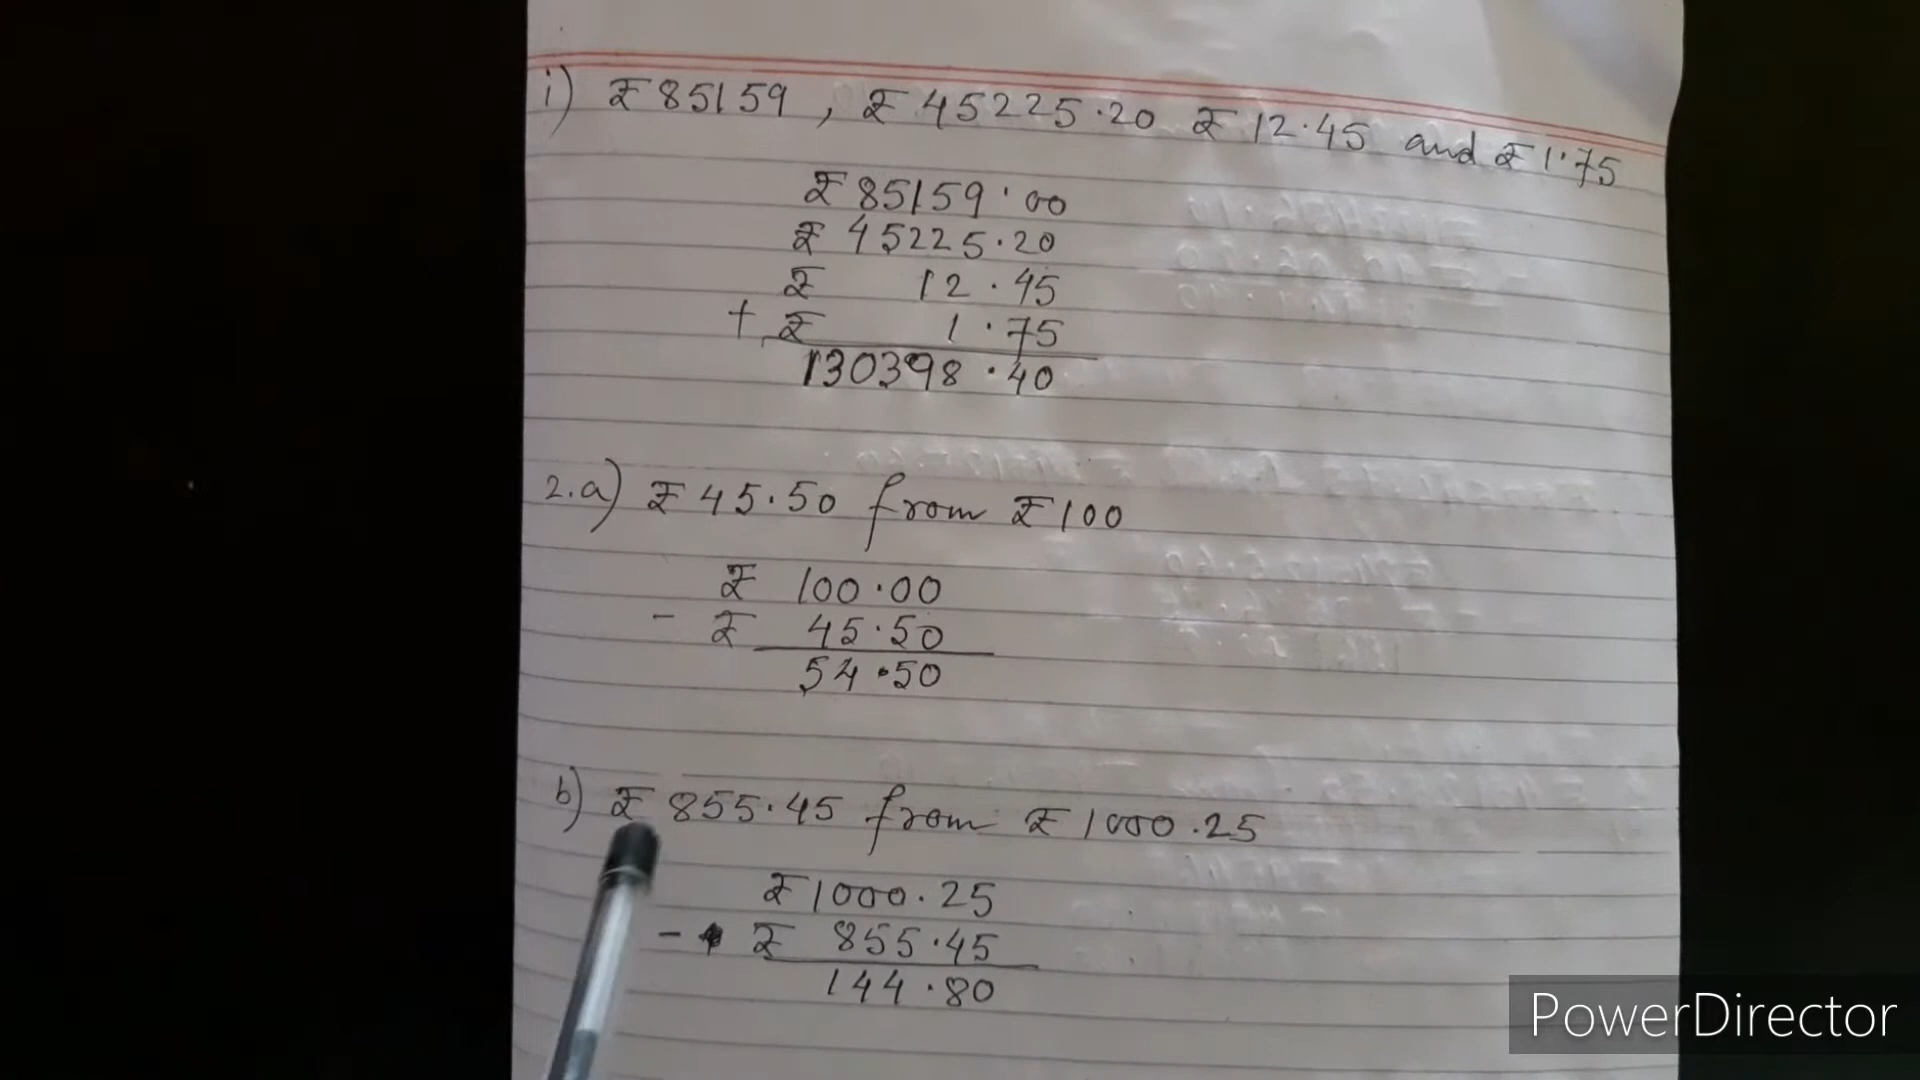 i) ₹ 85159, ₹ 45225.20 ₹ 12.45 and ₹ 1.75
₹ 85159.00
₹ 45225.20
₹ 12.45
+ ₹ 1.75
130398.40
2.a) ₹ 45.50 from ₹ 100
₹ 100.00
- ₹ 45.50
54.50
b) ₹ 855.45 from ₹ 1000.25
₹ 1000.25
- ₹ 855.45
144.80
PowerDirector